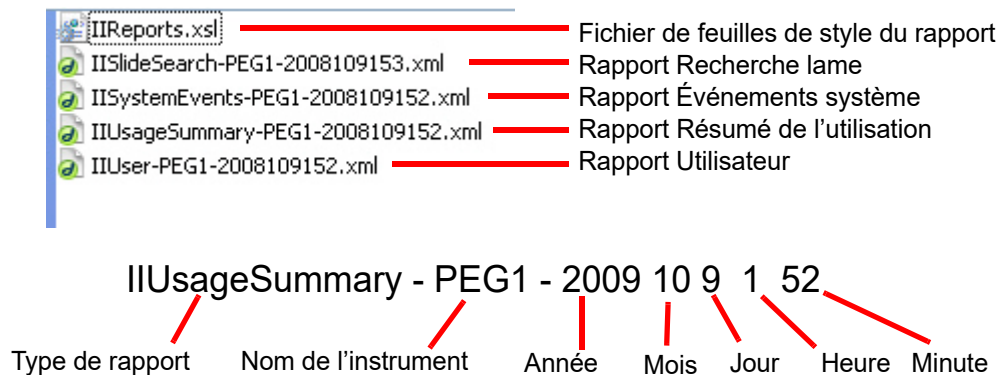 IIReports.xsl Fichier de feuilles de style du rapport
IISlideSearch-PEG1-2008109153.xml Rapport Recherche lame
IISystemEvents-PEG1-2008109152.xml Rapport Événements système
IIUsageSummary-PEG1-2008109152.xml Rapport Résumé de l’utilisation
IIUser-PEG1-2008109152.xml Rapport Utilisateur
IIUsageSummary - PEG1 - 2009 10 9 1 52
Type de rapport Nom de l’instrument Année Mois Jour Heure Minute